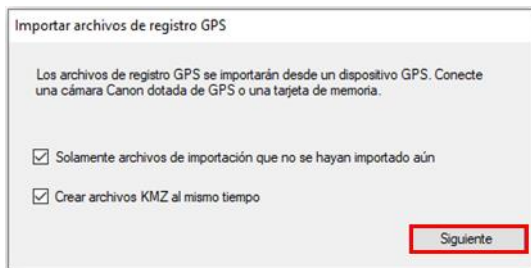 Importar archivos de registro GPS
Los archivos de registro GPS se importarán desde un dispositivo GPS. Conecte
una cámara Canon dotada de GPS o una tarjeta de memoria.
Solamente archivos de importación que no se hayan importado aún
Crear archivos KMZ al mismo tiempo
Siguiente